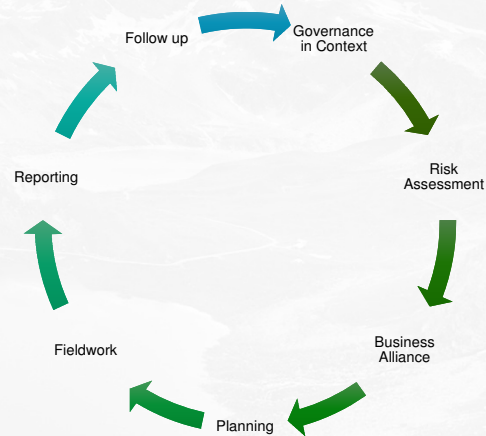 Follow up
Governance
in Context
Risk
Assessment
Business
Alliance
Planning
Fieldwork
Reporting